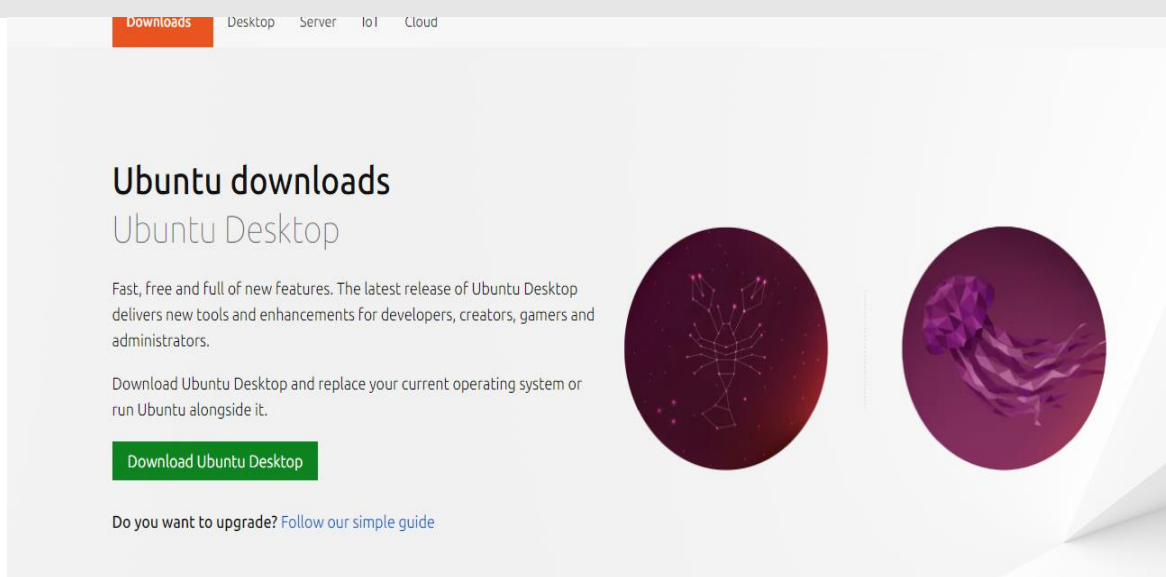 Downloads Desktop Server IoT Cloud
Ubuntu downloads
Ubuntu Desktop
Fast, free and full of new features. The latest release of Ubuntu Desktop
delivers new tools and enhancements for developers, creators, gamers and
administrators.
Download Ubuntu Desktop and replace your current operating system or
run Ubuntu alongside it.
Download Ubuntu Desktop
Do you want to upgrade? Follow our simple guide